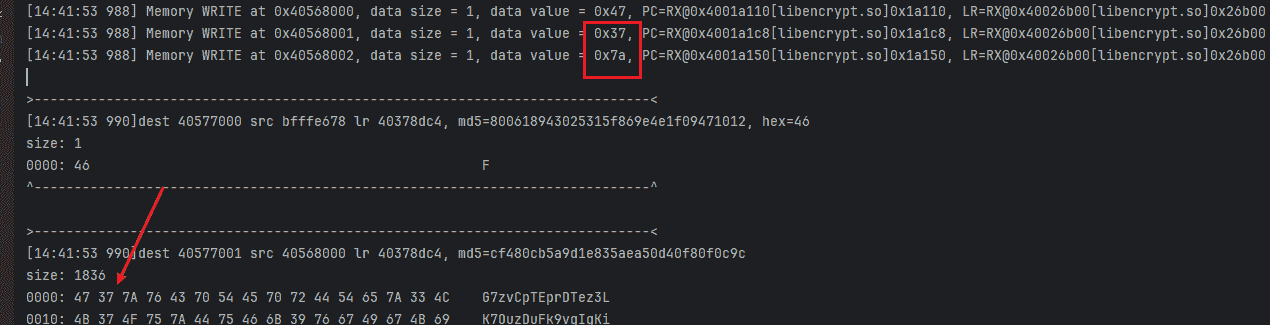 [14:41:53 988] Memory WRITE at 0x40568000, data size = 1, data value = 0x47, PC=RX@0x4001a110[libencrypt.so]0x1a110, LR=RX@0x40026b00[libencrypt.so]0x26b00
[14:41:53 988] Memory WRITE at 0x40568001, data size = 1, data value = 0x37, PC=RX@0x4001a1c8[libencrypt.so]0x1a1c8, LR=RX@0x40026b00[libencrypt.so]0x26b00
[14:41:53 988] Memory WRITE at 0x40568002, data size = 1, data value = 0x7a, PC=RX@0x4001a150[libencrypt.so]0x1a150, LR=RX@0x40026b00[libencrypt.so]0x26b00
>-----------------------------------------------------------------------------<
[14:41:53 990]dest 40577000 src bfffe678 lr 40378dc4, md5=800618943025315f869e4e1f09471012, hex=46
size: 1
0000: 46 F
^-----------------------------------------------------------------------------^
>-----------------------------------------------------------------------------<
[14:41:53 990]dest 40577001 src 40568000 lr 40378dc4, md5=cf480cb5a9d1e835aea50d40f80f0c9c
size: 1836
0000: 47 37 7A 76 43 70 54 45 70 72 44 54 65 7A 33 4C G7zvCpTEprDTez3L
0010: 4B 37 4F 75 7A 44 75 46 6B 39 76 67 49 67 4B 69 K7OuzDuFk9vgIgKi